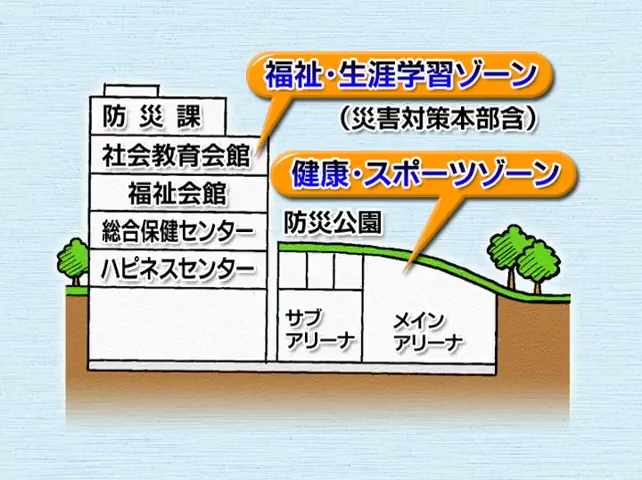 福祉・生涯学習ゾーン
(災害対策本部含)
防災課
社会教育会館
福祉会館
総合保健センター
ハピネスセンター
健康・スポーツゾーン
防災公園
サブ
アリーナ
メイン
アリーナ